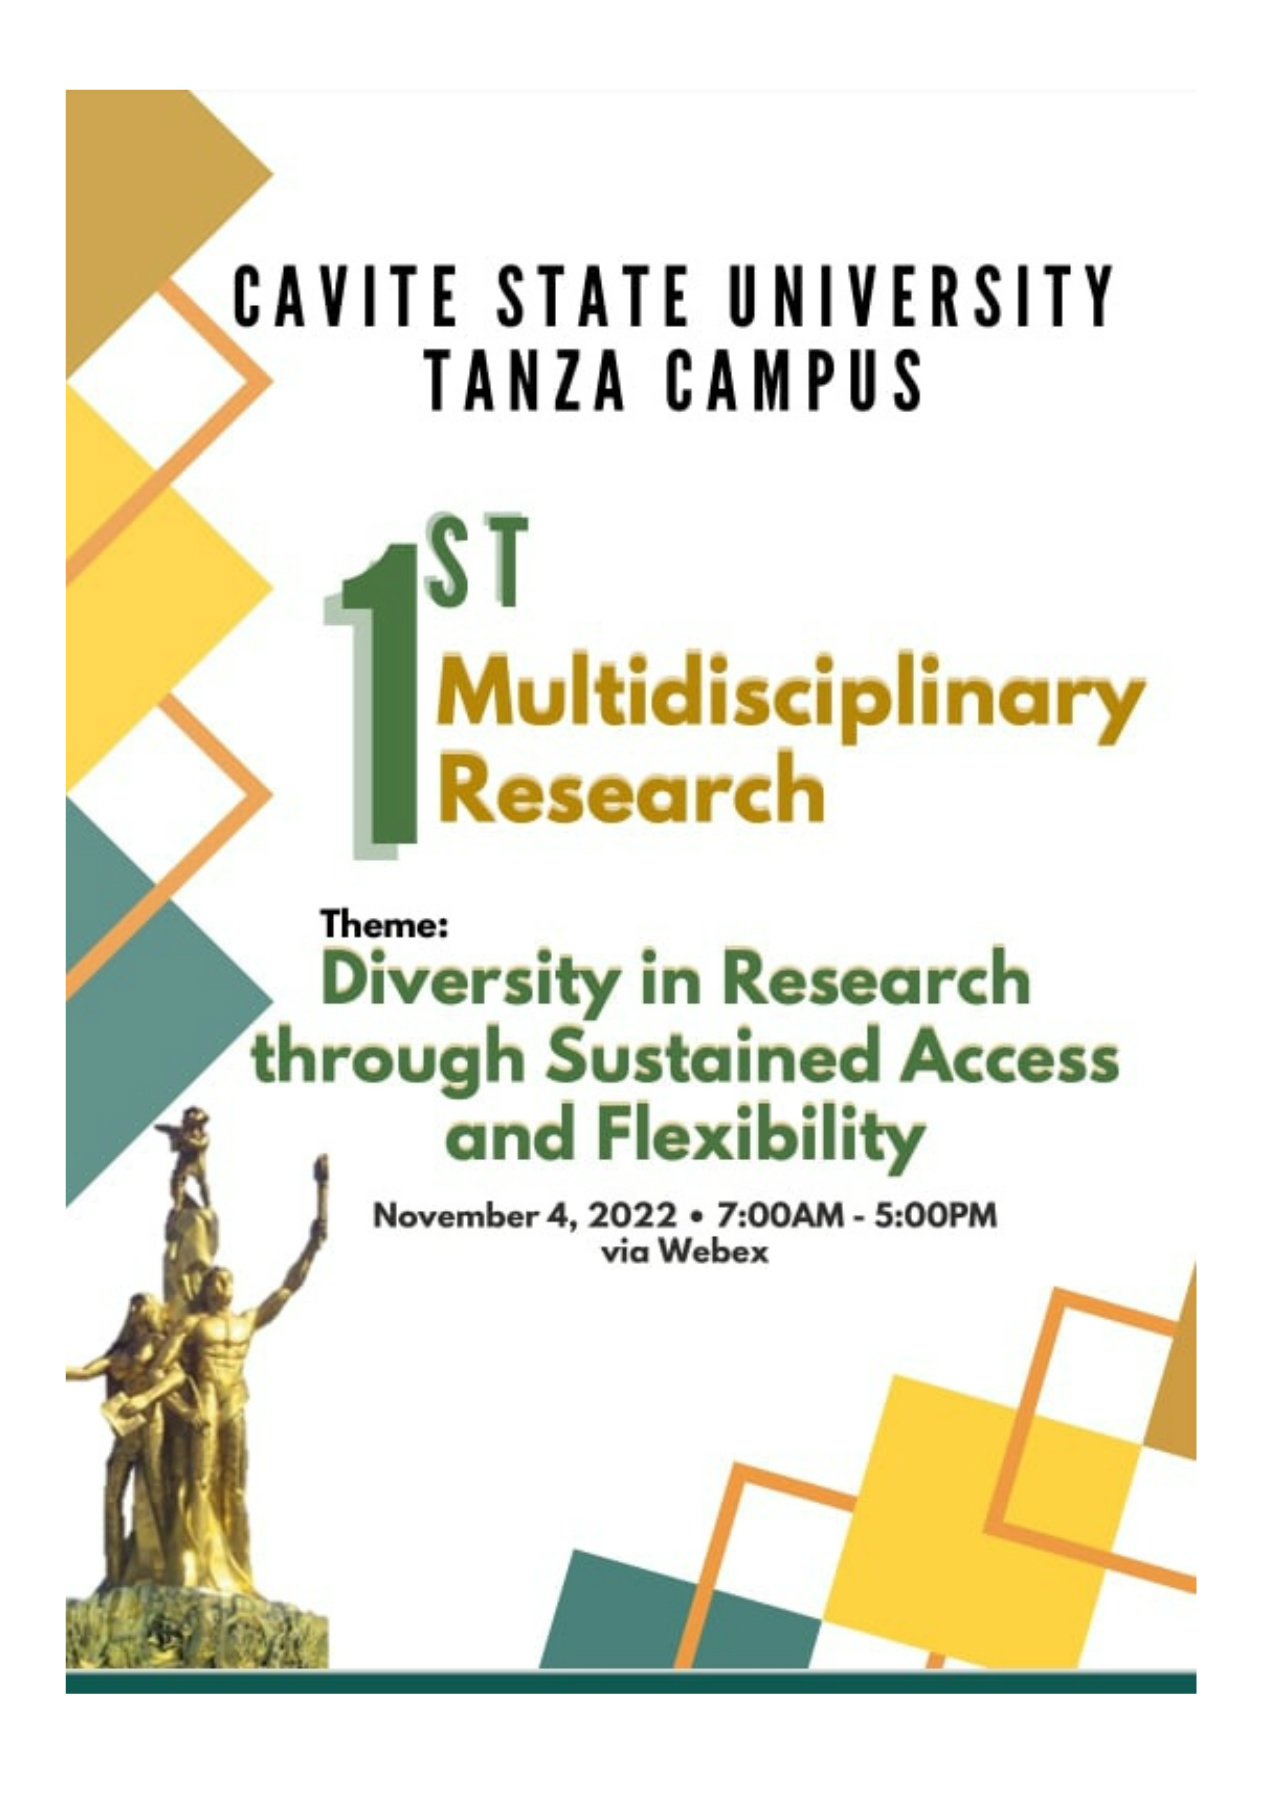 CAVITE STATE UNIVERSITY
TANZA CAMPUS
1ST
Multidisciplinary
Research
Theme:
Diversity in Research
through Sustained Access
and Flexibility
November 4, 2022 • 7:00AM - 5:00PM
via Webex